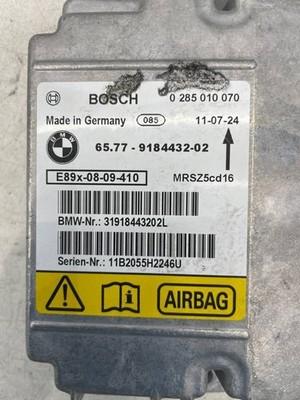 BOSCH 0 285 010 070
Made in Germany 085 11-07-24
BMW 65.77 - 9184432-02
E89x-08-09-410 MRSZ5cd16
BMW-Nr.: 31918443202L
Serien-Nr.: 11B2055H2246U
AIRBAG